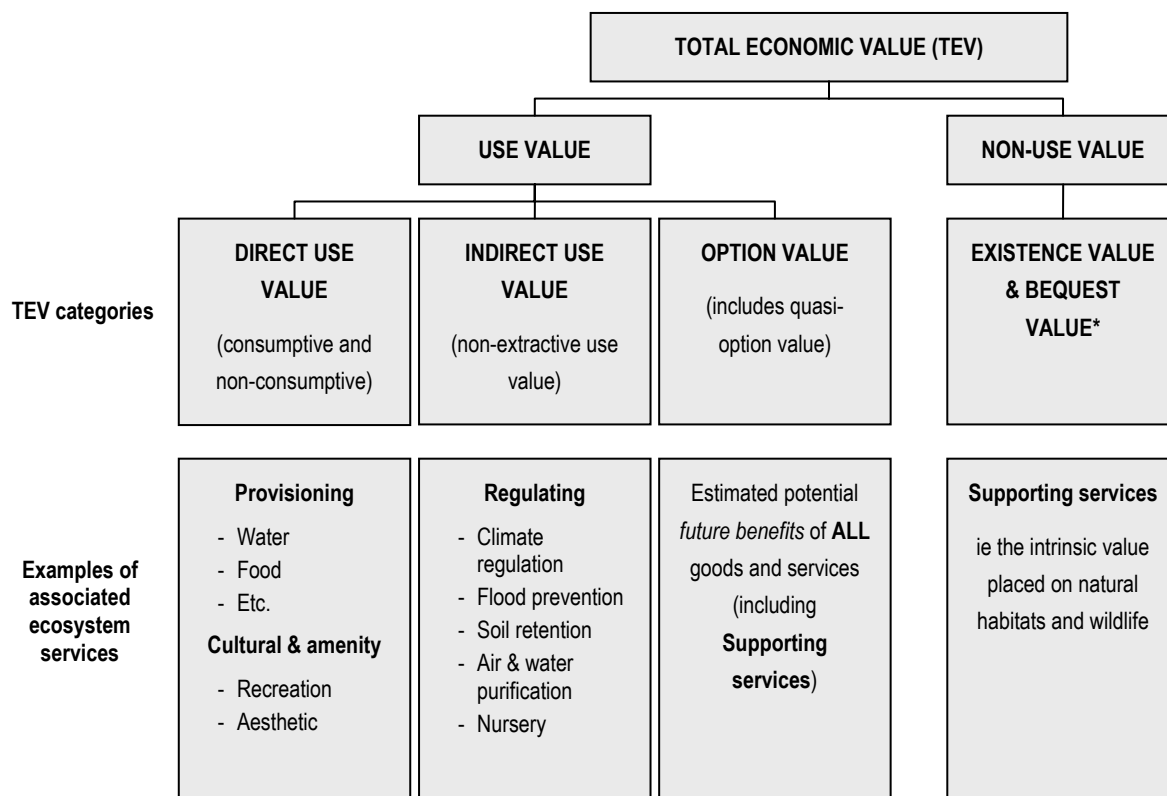 TOTAL ECONOMIC VALUE (TEV)
USE VALUE
NON-USE VALUE
TEV categories
DIRECT USE
VALUE
(consumptive and
non-consumptive)
INDIRECT USE
VALUE
(non-extractive use
value)
OPTION VALUE
(includes quasi-
option value)
EXISTENCE VALUE
& BEQUEST
VALUE*
Examples of
associated
ecosystem
services
Provisioning
- Water
- Food
- Etc.
Cultural & amenity
- Recreation
- Aesthetic
Regulating
- Climate
regulation
- Flood prevention
- Soil retention
- Air & water
purification
- Nursery
Estimated potential
future benefits of ALL
goods and services
(including
Supporting
services)
Supporting services
ie the intrinsic value
placed on natural
habitats and wildlife